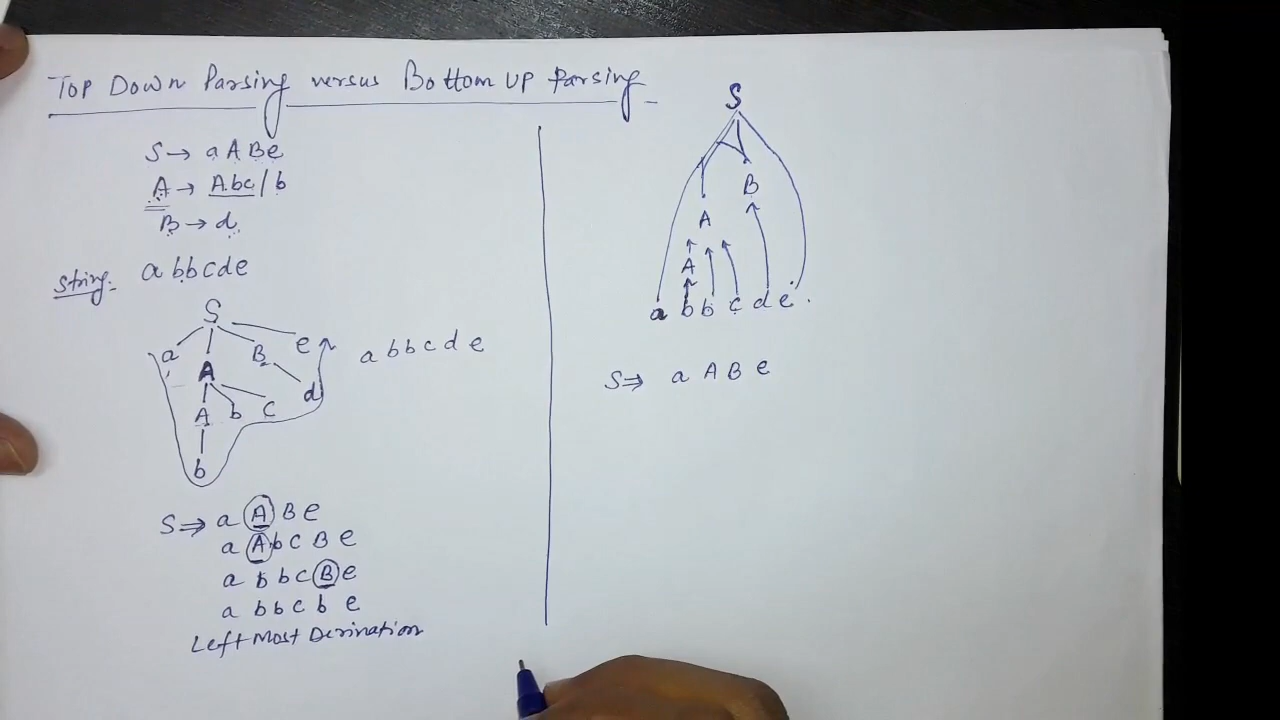 Top Down Parsing versus Bottom up Parsing
S → a A B e
A → Abc / b
B → d
String:- a b b c d e
S
a A B e
A b c d
b
a b b c d e
S ⇒ a A B e
a A b c B e
a b b c B e
a b b c b e
Left Most Derivation
S
B
A
A
a b b c d e .
S ⇒ a A B e